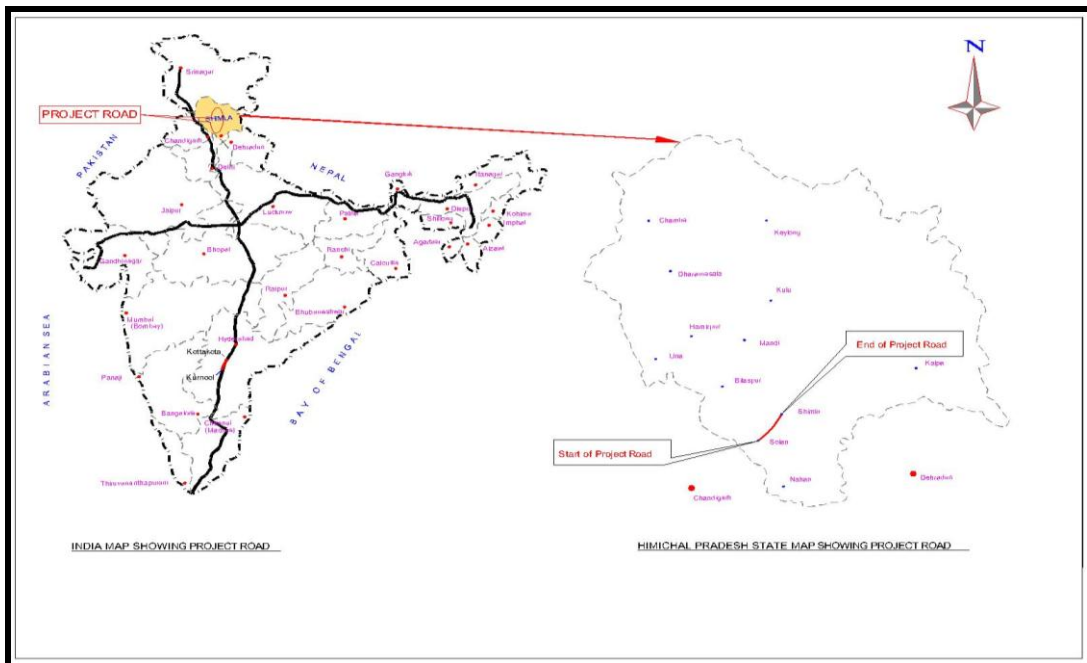 N
Srinagar
PROJECT ROAD
SHIMLA
Chandigarh
Dehradun
PAKISTAN
Delhi
NEPAL
Gangtok
Itanagar
Jaipur
Lucknow
Patna
Dispur
Shillong
Kohima
Imphal
Agartala
Aizawl
Bhopal
Ranchi
Gandhinagar
Calcutta
Raipur
Bhubaneshwar
Mumbai
(Bombay)
ARABIAN SEA
Hyderabad
Kottakota
Kurnool
BAY OF BENGAL
Panaji
Bangalore
Chennai
(Madras)
Thiruvananthapuram
INDIA MAP SHOWING PROJECT ROAD
Chamba
Keylong
Dharamsala
Kulu
Hamirpur
Mandi
End of Project Road
Una
Kalpa
Bilaspur
Shimla
Solan
Start of Project Road
Nahan
Chandigarh
Dehradun
HIMICHAL PRADESH STATE MAP SHOWING PROJECT ROAD